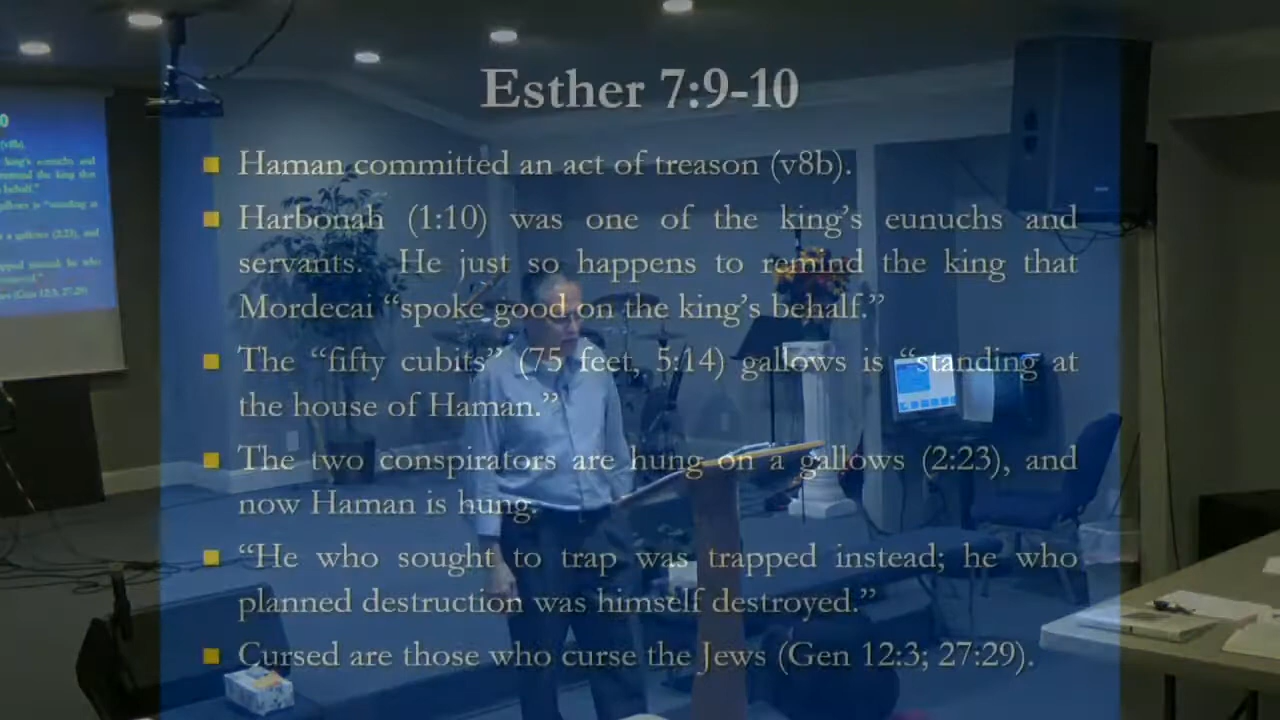 Esther 7:9-10
Haman committed an act of treason (v8b).
Harbonah (1:10) was one of the king's eunuchs and
servants. He just so happens to remind the king that
Mordecai “spoke good on the king's behalf.”
The “fifty cubits” (75 feet, 5:14) gallows is “standing at
the house of Haman.”
The two conspirators are hung on a gallows (2:23), and
now Haman is hung.
“He who sought to trap was trapped instead; he who
planned destruction was himself destroyed.”
Cursed are those who curse the Jews (Gen 12:3; 27:29).